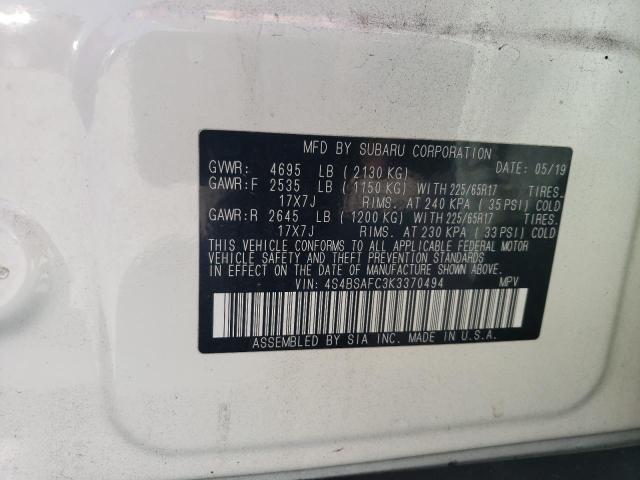 MFD BY SUBARU CORPORATION
GVWR: 4695 LB ( 2130 KG) DATE: 05/19
GAWR:F 2535 LB ( 1150 KG) WITH 225/65R17 TIRES.
17X7J RIMS. AT 240 KPA ( 35 PSI) COLD
GAWR:R 2645 LB ( 1200 KG) WITH 225/65R17 TIRES.
17X7J RIMS. AT 230 KPA ( 33 PSI) COLD
THIS VEHICLE CONFORMS TO ALL APPLICABLE FEDERAL MOTOR
VEHICLE SAFETY AND THEFT PREVENTION STANDARDS
IN EFFECT ON THE DATE OF MANUFACTURE SHOWN ABOVE.
VIN: 4S4BSAFC3K3370494 MPV
ASSEMBLED BY SIA INC. MADE IN U.S.A.